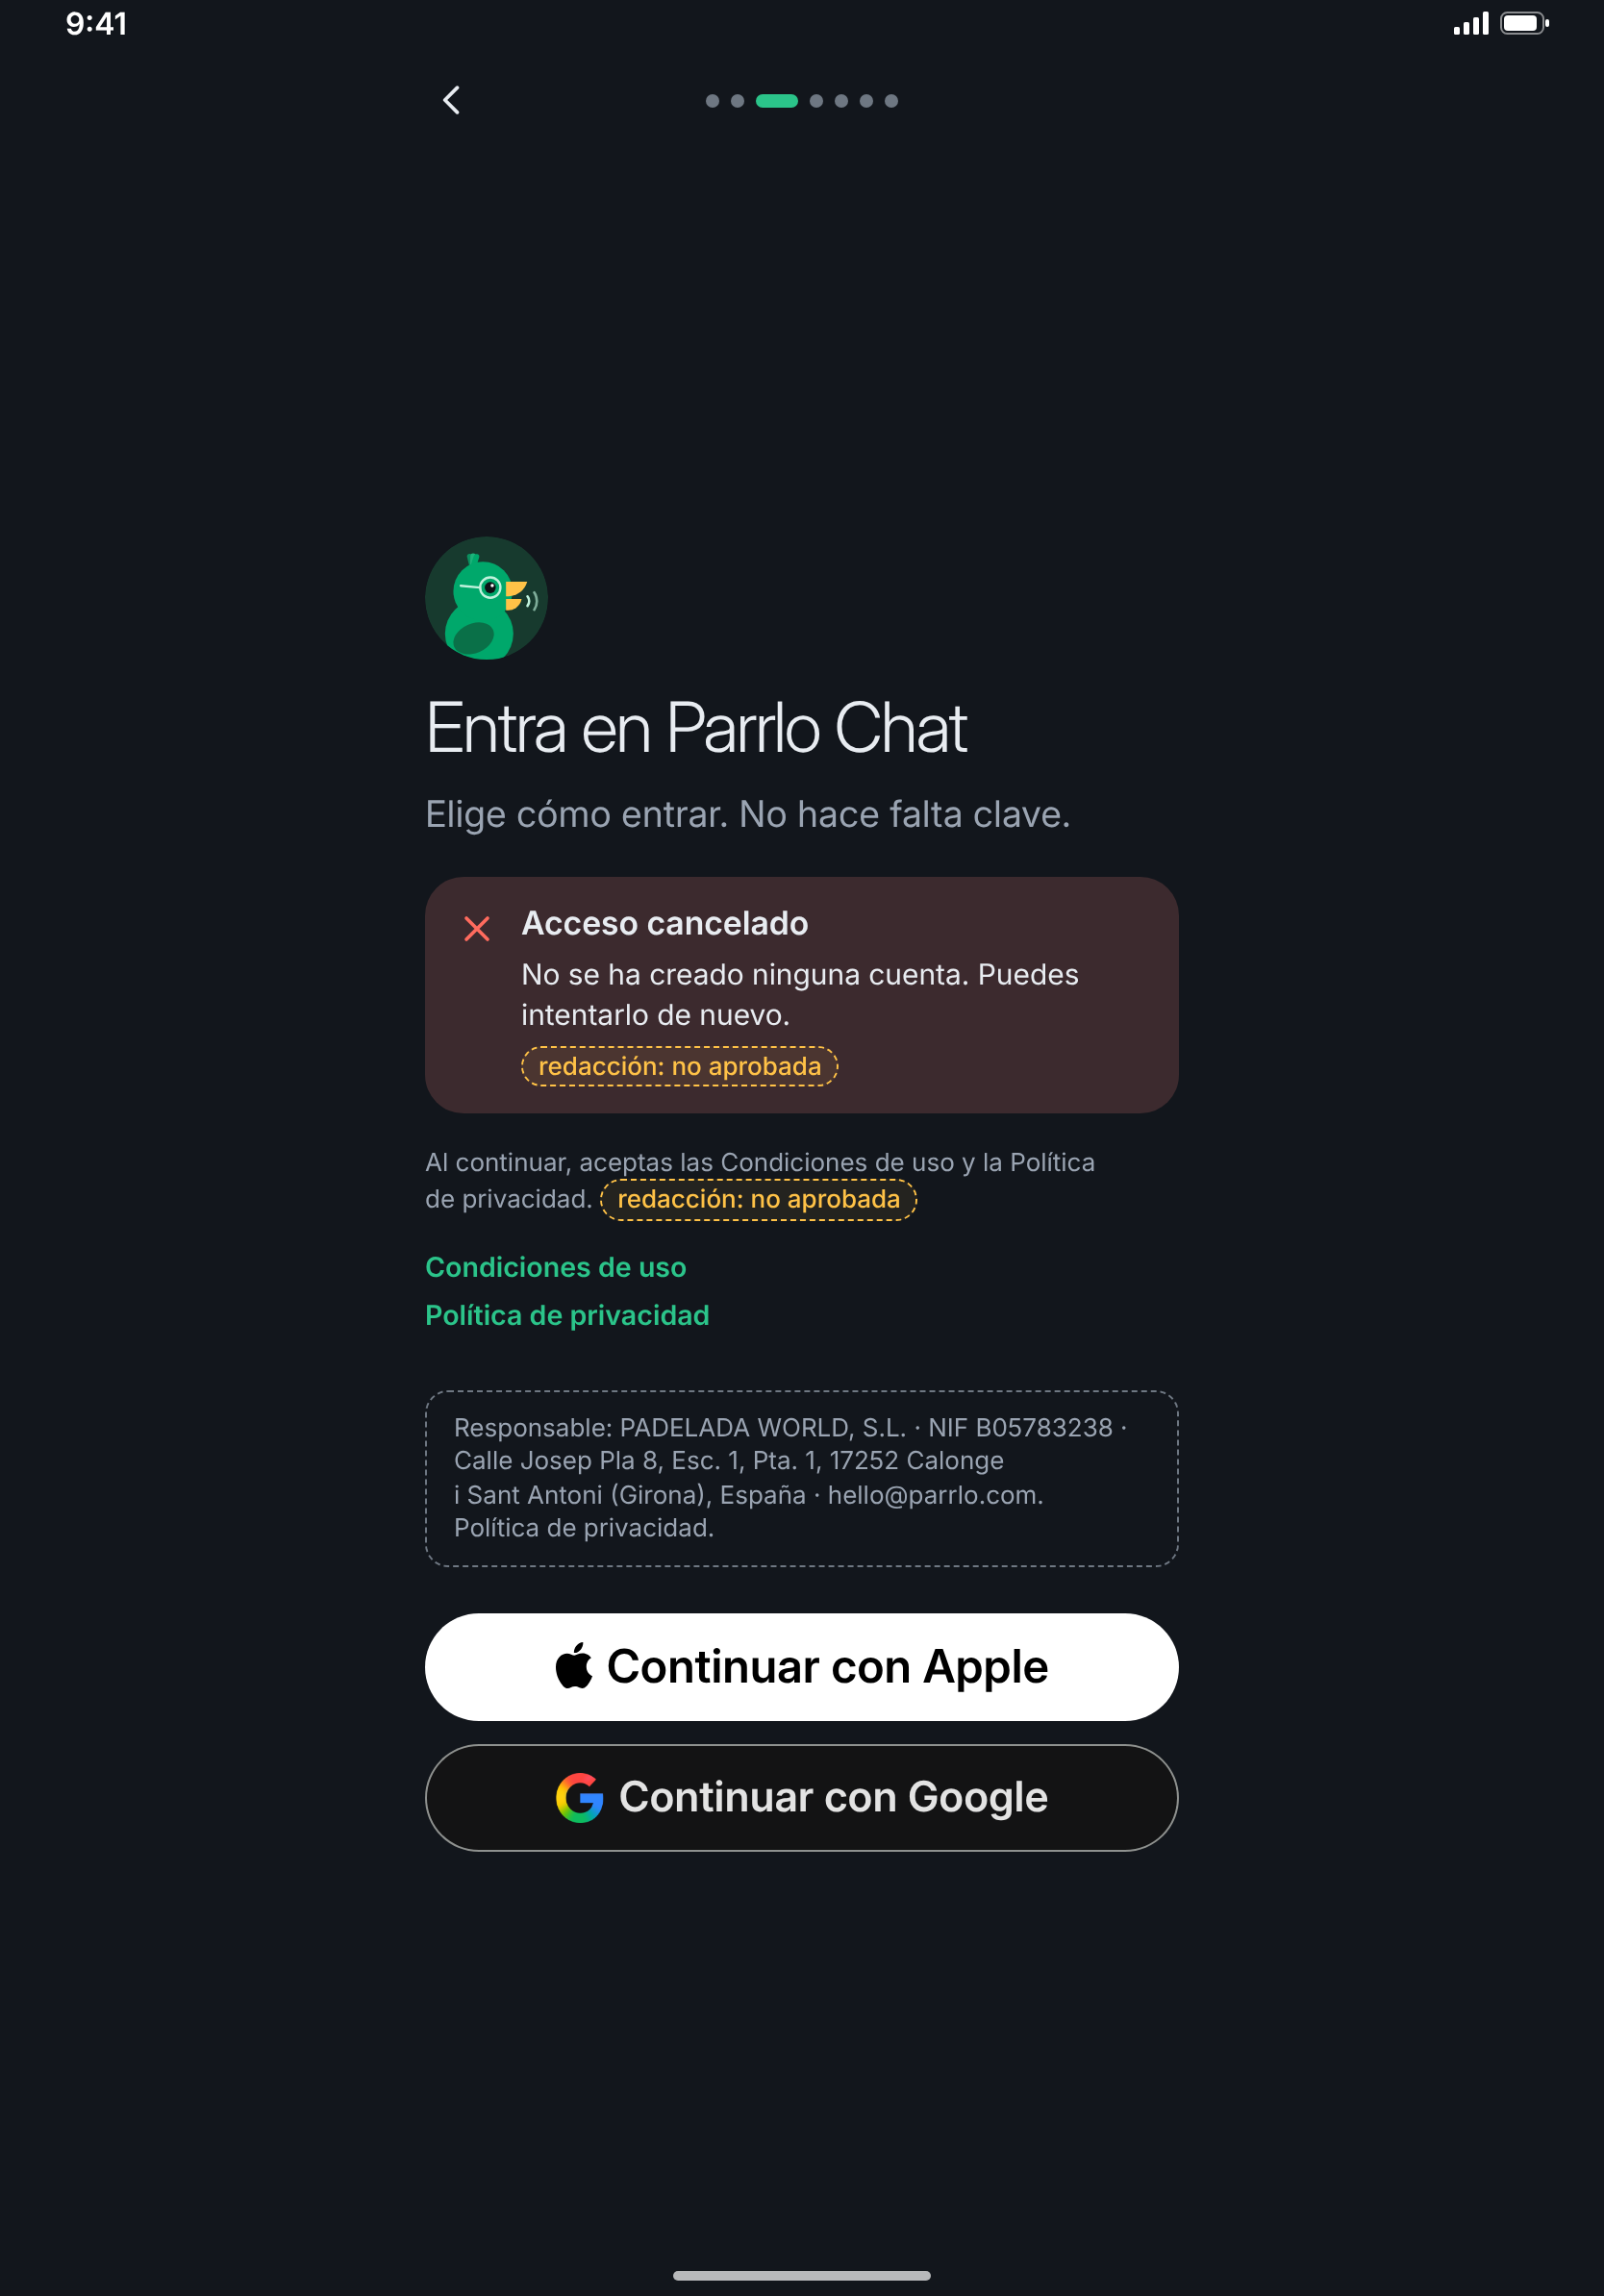 9:41
Entra en Parrlo Chat
Elige cómo entrar. No hace falta clave.
Acceso cancelado
No se ha creado ninguna cuenta. Puedes
intentarlo de nuevo.
redacción: no aprobada
Al continuar, aceptas las Condiciones de uso y la Política
de privacidad. redacción: no aprobada
Condiciones de uso
Política de privacidad
Responsable: PADELADA WORLD, S.L. · NIF B05783238 ·
Calle Josep Pla 8, Esc. 1, Pta. 1, 17252 Calonge
i Sant Antoni (Girona), España · hello@parrlo.com.
Política de privacidad.
Continuar con Apple
Continuar con Google